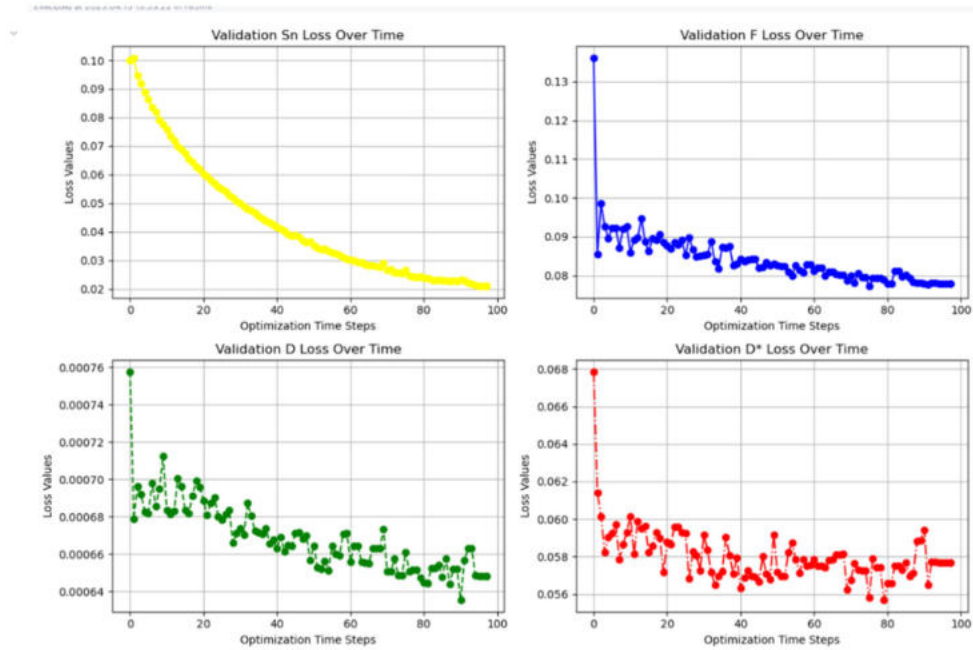 Validation Sn Loss Over Time
0.10
0.09
0.08
0.07
0.06
0.05
0.04
0.03
0.02
Loss Values
0 20 40 60 80 100
Optimization Time Steps
Validation F Loss Over Time
0.13
0.12
0.11
0.10
0.09
0.08
Loss Values
0 20 40 60 80 100
Optimization Time Steps
Validation D Loss Over Time
0.00076
0.00074
0.00072
0.00070
0.00068
0.00066
0.00064
Loss Values
0 20 40 60 80 100
Optimization Time Steps
Validation D* Loss Over Time
0.068
0.066
0.064
0.062
0.060
0.058
0.056
Loss Values
0 20 40 60 80 100
Optimization Time Steps